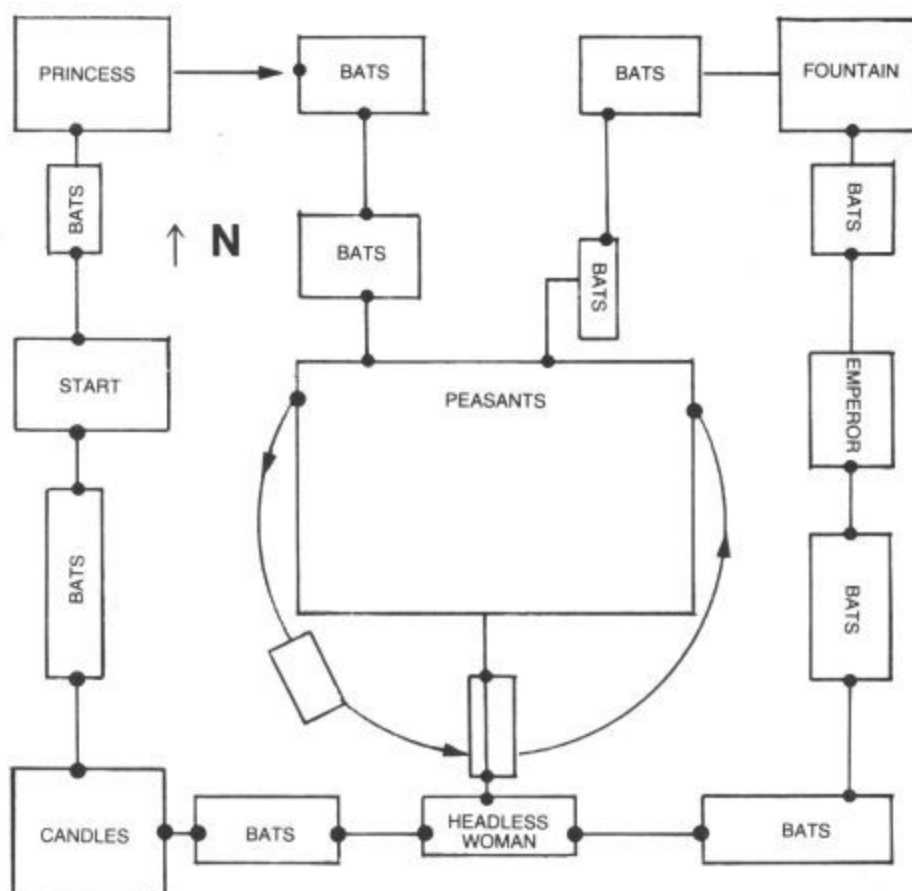 PRINCESS
BATS
BATS
FOUNTAIN
BATS
N
BATS
BATS
BATS
START
PEASANTS
EMPEROR
BATS
BATS
CANDLES
BATS
HEADLESS
WOMAN
BATS